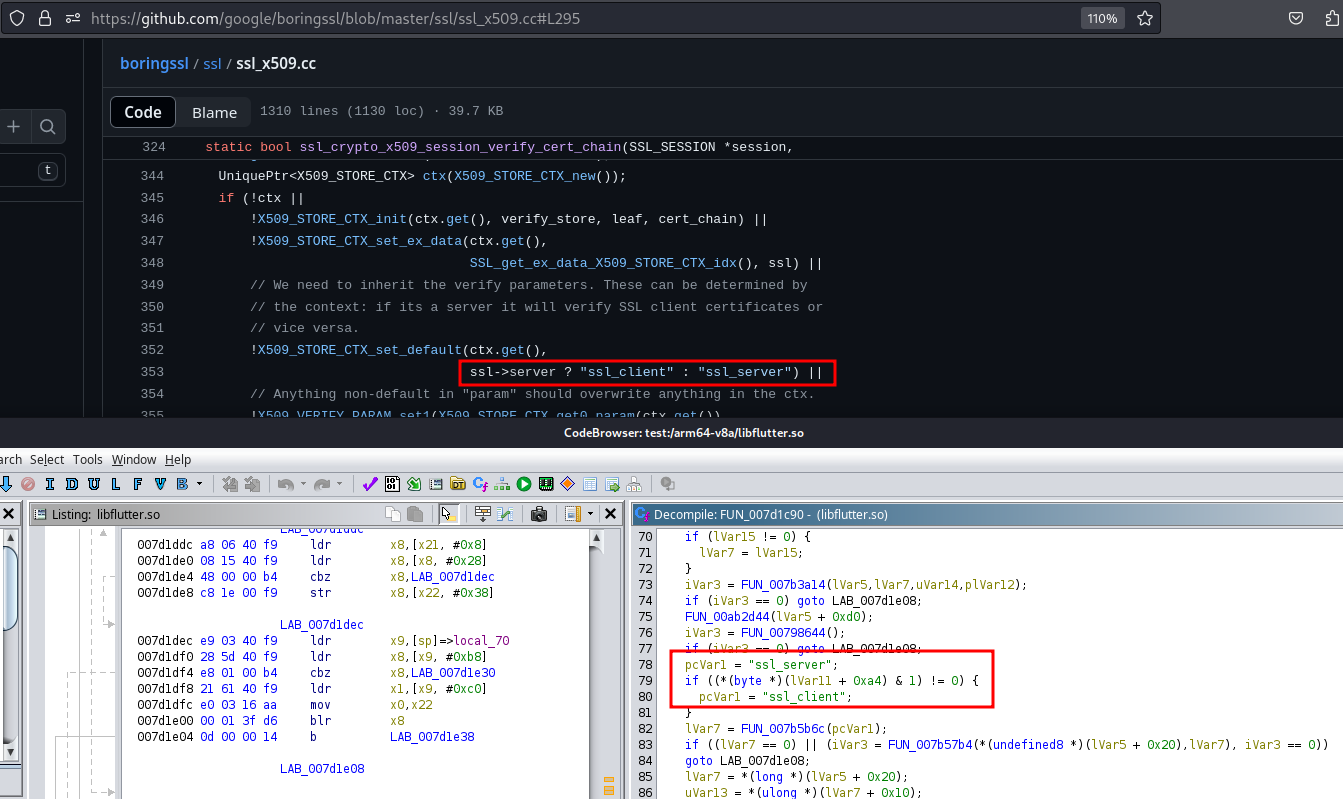 https://github.com/google/boringssl/blob/master/ssl/ssl_x509.cc#L295
110%
boringssl / ssl / ssl_x509.cc
Code Blame 1310 lines (1130 loc) · 39.7 KB
t
324 static bool ssl_crypto_x509_session_verify_cert_chain(SSL_SESSION *session,
344 UniquePtr<X509_STORE_CTX> ctx(X509_STORE_CTX_new());
345 if (!ctx ||
346 !X509_STORE_CTX_init(ctx.get(), verify_store, leaf, cert_chain) ||
347 !X509_STORE_CTX_set_ex_data(ctx.get(),
348 SSL_get_ex_data_X509_STORE_CTX_idx(), ssl) ||
349 // We need to inherit the verify parameters. These can be determined by
350 // the context: if its a server it will verify SSL client certificates or
351 // vice versa.
352 !X509_STORE_CTX_set_default(ctx.get(),
353 ssl->server ? "ssl_client" : "ssl_server") ||
354 // Anything non-default in "param" should overwrite anything in the ctx.
355 !X509_VERIFY_PARAM_set1(X509_STORE_CTX_get0_param(ctx.get()),
CodeBrowser: test:/arm64-v8a/libflutter.so
arch Select Tools Window Help
I D U L F V B
Listing: libflutter.so
LAB_007d1ddc
007d1ddc a8 06 40 f9 ldr x8,[x21, #0x8]
007d1de0 08 15 40 f9 ldr x8,[x8, #0x28]
007d1de4 48 00 00 b4 cbz x8,LAB_007d1dec
007d1de8 c8 1e 00 f9 str x8,[x22, #0x38]
LAB_007d1dec
007d1dec e9 03 40 f9 ldr x9,[sp]=>local_70
007d1df0 28 5d 40 f9 ldr x8,[x9, #0xb8]
007d1df4 e8 01 00 b4 cbz x8,LAB_007d1e30
007d1df8 21 61 40 f9 ldr x1,[x9, #0xc0]
007d1dfc e0 03 16 aa mov x0,x22
007d1e00 00 01 3f d6 blr x8
007d1e04 0d 00 00 14 b LAB_007d1e38
LAB_007d1e08
Decompile: FUN_007d1c90 - (libflutter.so)
70 if (lVar15 != 0) {
71 lVar7 = lVar15;
72 }
73 iVar3 = FUN_007b3a14(lVar5,lVar7,uVar14,plVar12);
74 if (iVar3 == 0) goto LAB_007d1e08;
75 FUN_00ab2d44(lVar5 + 0xd0);
76 iVar3 = FUN_00798644();
77 if (iVar3 == 0) goto LAB_007d1e08;
78 pcVar1 = "ssl_server";
79 if ((*(byte *)(lVar11 + 0xa4) & 1) != 0) {
80 pcVar1 = "ssl_client";
81 }
82 lVar7 = FUN_007b5b6c(pcVar1);
83 if ((lVar7 == 0) || (iVar3 = FUN_007b57b4(*(undefined8 *)(lVar5 + 0x20),lVar7), iVar3 == 0))
84 goto LAB_007d1e08;
85 lVar7 = *(long *)(lVar5 + 0x20);
86 uVar13 = *(ulong *)(lVar7 + 0x10);